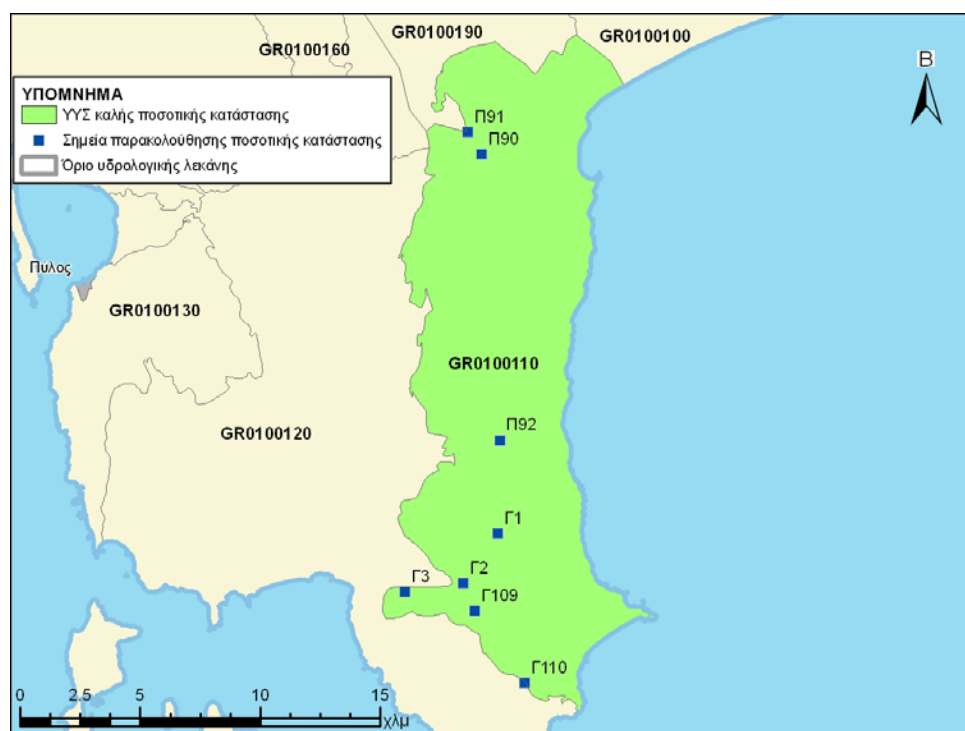 GR0100190
GR0100160
GR0100100
Β
ΥΠΟΜΝΗΜΑ
ΥΥΣ καλής ποσοτικής κατάστασης
Σημεία παρακολούθησης ποσοτικής κατάστασης
Όριο υδρολογικής λεκάνης
Π91
Π90
Πύλος
GR0100130
GR0100110
GR0100120
Π92
Γ1
Γ2
Γ3
Γ109
Γ110
0 2.5 5 10 15
χλμ